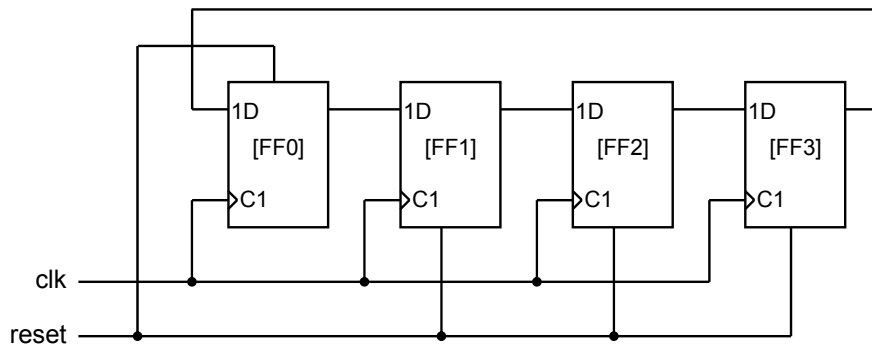 1D 1D 1D 1D
[FF0] [FF1] [FF2] [FF3]
C1 C1 C1 C1
clk
reset